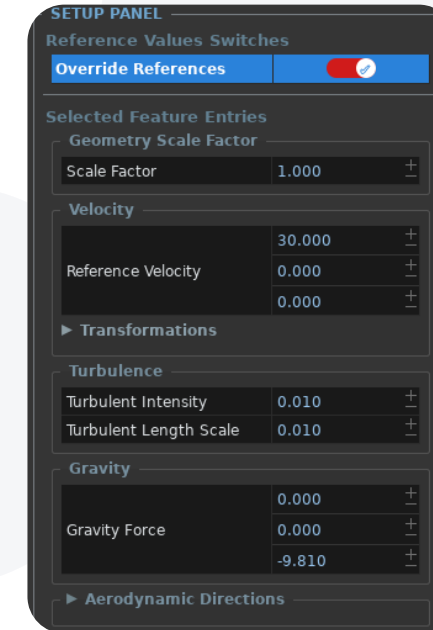 SETUP PANEL
Reference Values Switches
Override References
Selected Feature Entries
Geometry Scale Factor
Scale Factor 1.000
Velocity
30.000
Reference Velocity 0.000
0.000
Transformations
Turbulence
Turbulent Intensity 0.010
Turbulent Length Scale 0.010
Gravity
0.000
Gravity Force 0.000
-9.810
Aerodynamic Directions